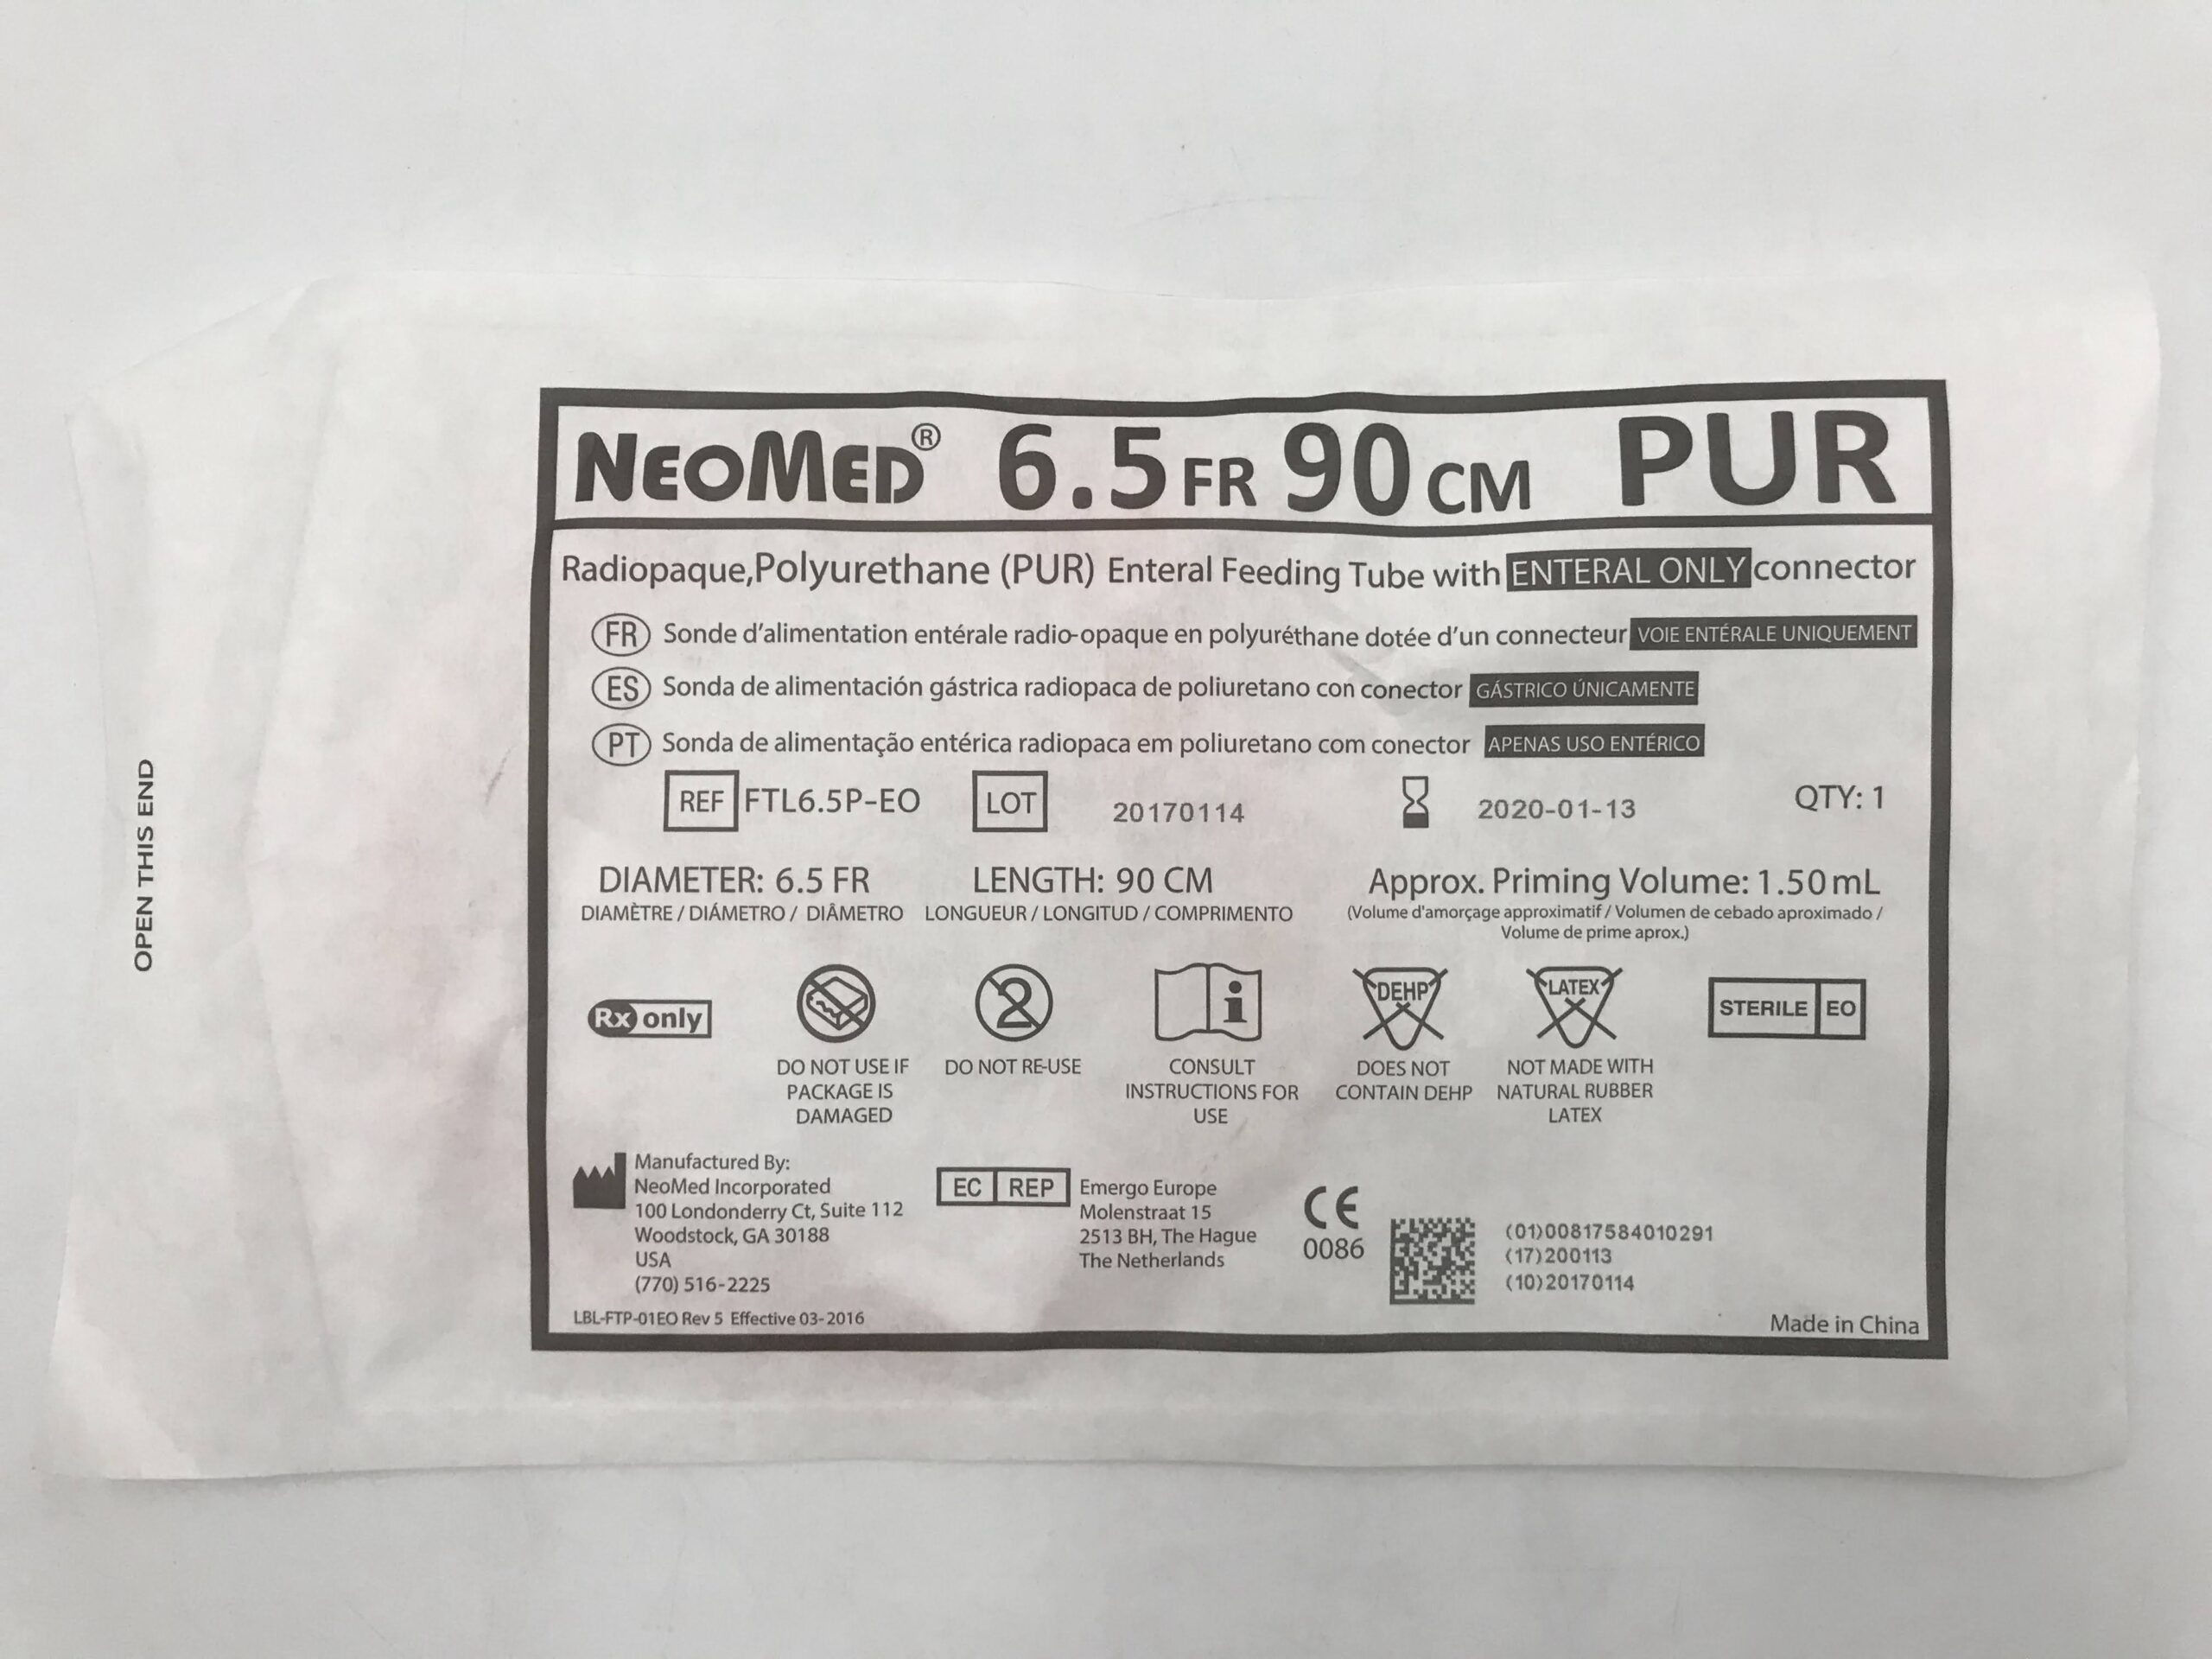 NEOMED® 6.5 FR 90 CM PUR
Radiopaque,Polyurethane (PUR) Enteral Feeding Tube with ENTERAL ONLY connector
FR Sonde d'alimentation entérale radio-opaque en polyuréthane dotée d'un connecteur VOIE ENTÉRALE UNIQUEMENT
ES Sonda de alimentación gástrica radiopaca de poliuretano con conector GÁSTRICO ÚNICAMENTE
PT Sonda de alimentação entérica radiopaca em poliuretano com conector APENAS USO ENTÉRICO
REF FTL6.5P-EO LOT 20170114 2020-01-13 QTY: 1
DIAMETER: 6.5 FR LENGTH: 90 CM Approx. Priming Volume: 1.50 mL
DIAMÈTRE / DIÁMETRO / DIÂMETRO LONGUEUR / LONGITUD / COMPRIMENTO (Volume d'amorçage approximatif / Volumen de cebado aproximado /
Volume de prime aprox.)
Rx only
2
i
DEHP
LATEX
STERILE EO
DO NOT USE IF
PACKAGE IS
DAMAGED
DO NOT RE-USE
CONSULT
INSTRUCTIONS FOR
USE
DOES NOT
CONTAIN DEHP
NOT MADE WITH
NATURAL RUBBER
LATEX
Manufactured By:
NeoMed Incorporated
100 Londonderry Ct, Suite 112
Woodstock, GA 30188
USA
(770) 516-2225
EC REP
Emergo Europe
Molenstraat 15
2513 BH, The Hague
The Netherlands
CE
0086
(01)00817584010291
(17)200113
(10)20170114
LBL-FTP-01EO Rev 5 Effective 03-2016
Made in China
OPEN THIS END